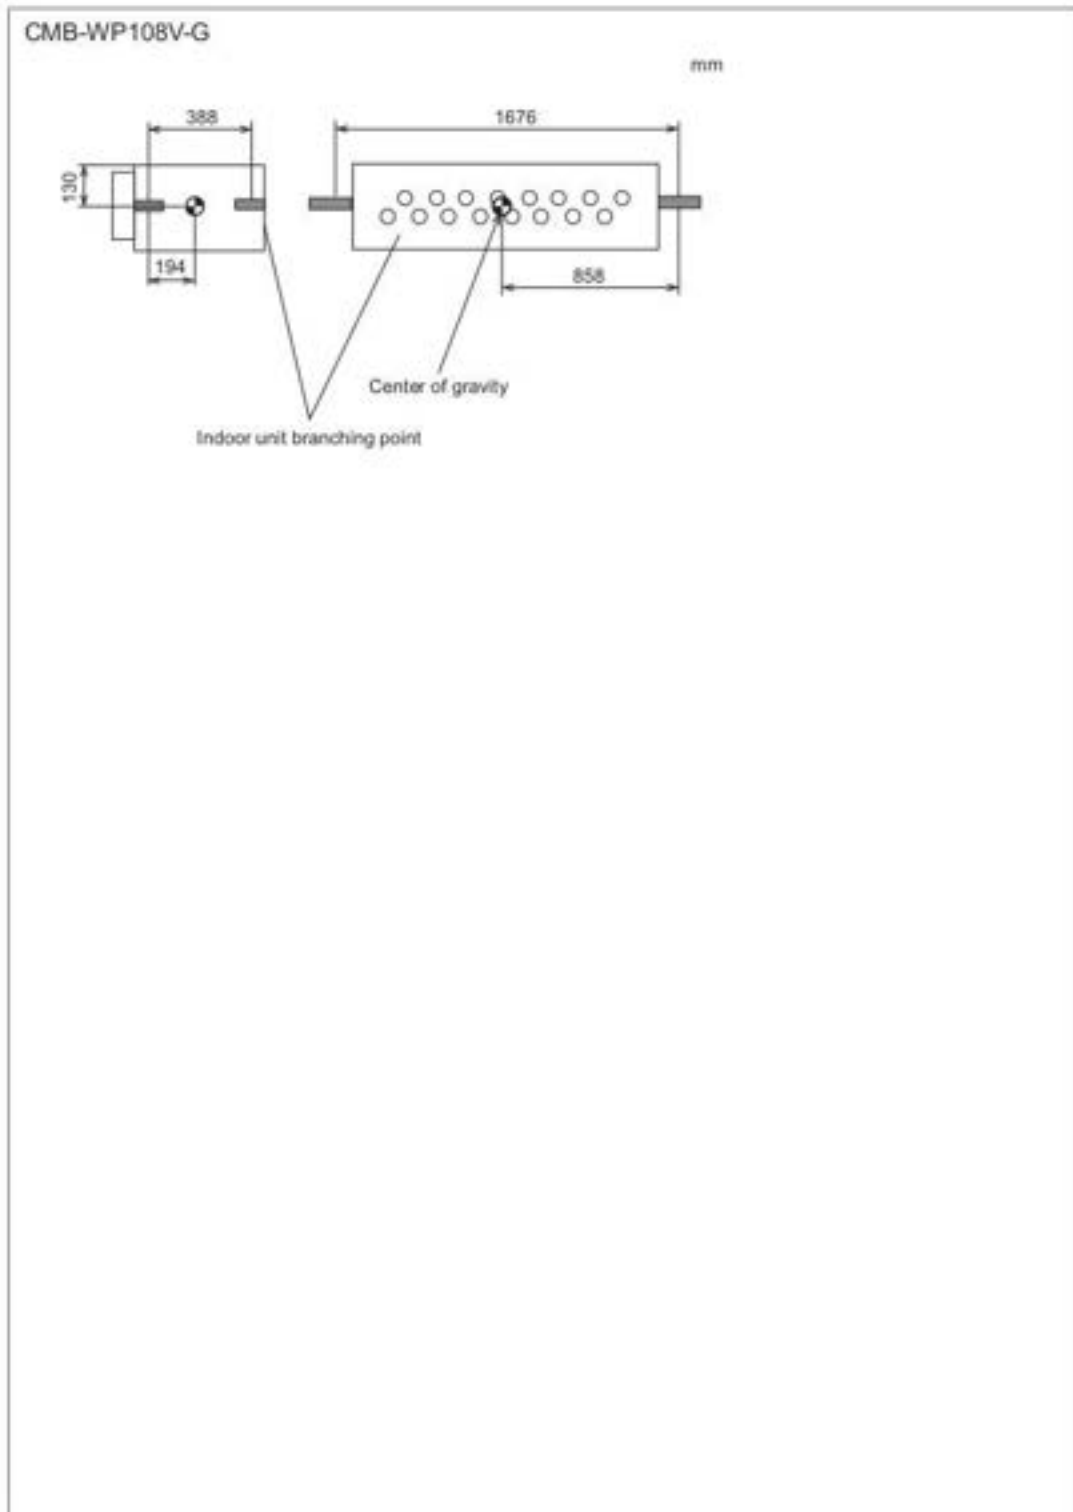 CMB-WP108V-G
mm
388
1676
130
194
858
Center of gravity
Indoor unit branching point